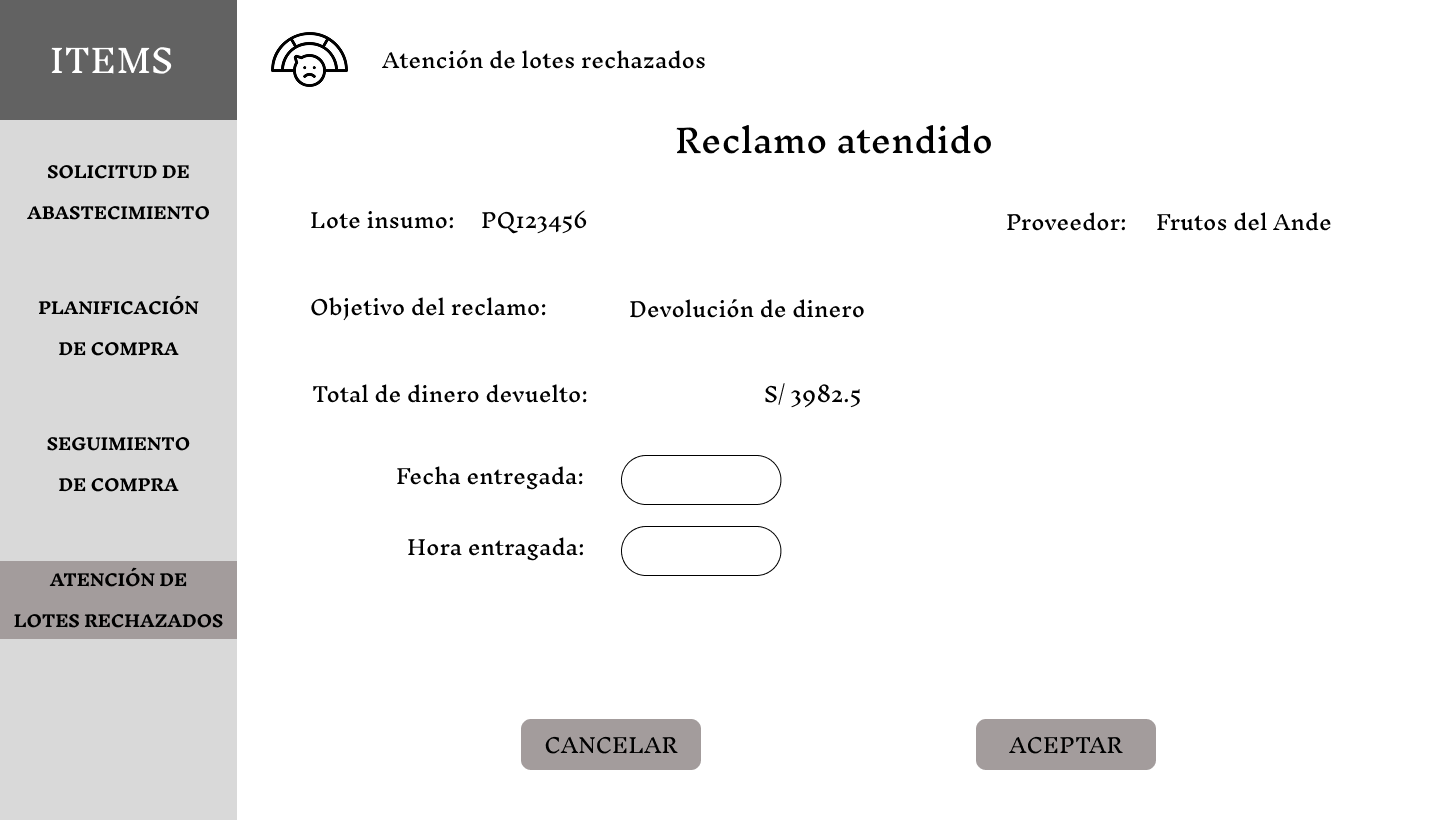 ITEMS
SOLICITUD DE
ABASTECIMIENTO
PLANIFICACIÓN
DE COMPRA
SEGUIMIENTO
DE COMPRA
ATENCIÓN DE
LOTES RECHAZADOS
Atención de lotes rechazados
Reclamo atendido
Lote insumo: PQ123456
Proveedor: Frutos del Ande
Objetivo del reclamo: Devolución de dinero
Total de dinero devuelto: S/ 3982.5
Fecha entregada:
Hora entragada:
CANCELAR
ACEPTAR